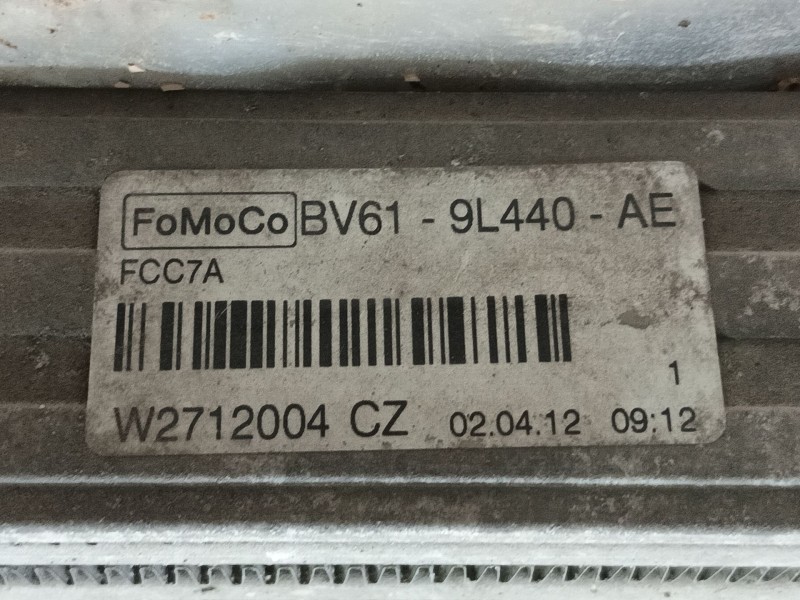 FoMoCo BV61 - 9L440 - AE
FCC7A
1
W2712004 CZ 02.04.12 09:12